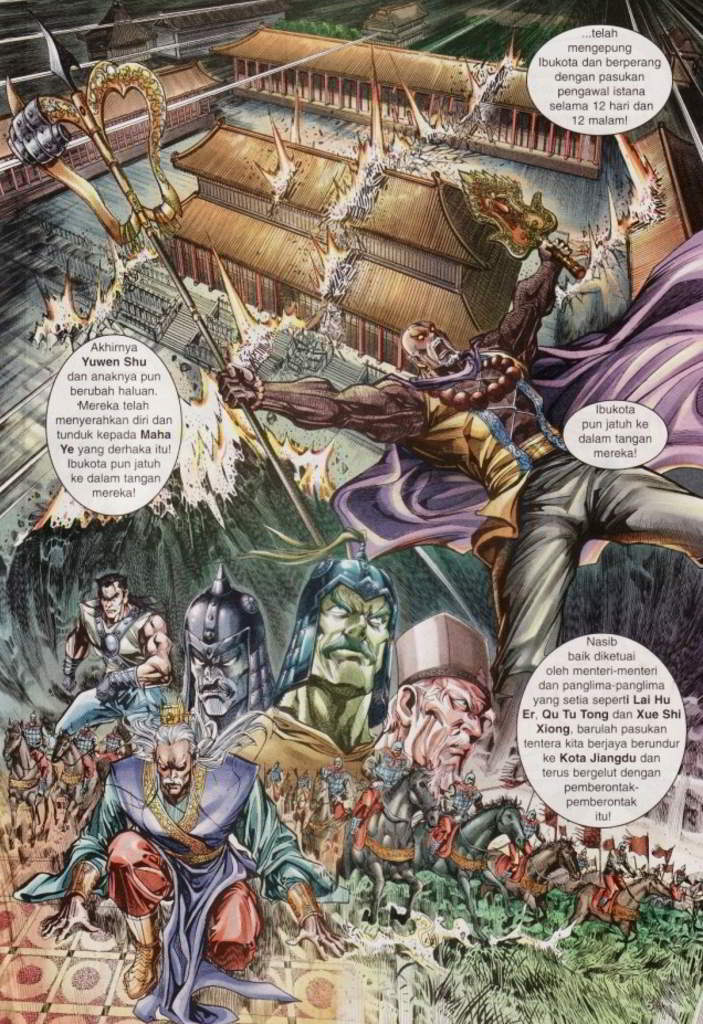 ...telah
mengepung
Ibukota dan berperang
dengan pasukan
pengawal istana
selama 12 hari dan
12 malam!
Akhirnya
Yuwen Shu
dan anaknya pun
berubah haluan.
Mereka telah
menyerahkan diri dan
tunduk kepada Maha
Ye yang derhaka itu!
Ibukota pun jatuh ke
dalam tangan
mereka!
Ibukota
pun jatuh ke
dalam tangan
mereka!
Nasib
baik diketuai
oleh menteri-menteri
dan panglima-panglima
yang setia seperti Lai Hu
Er, Qu Tu Tong dan Xue Shi
Xiong, barulah pasukan
tentera kita berjaya berundur
ke Kota Jiangdu dan
terus bergelut dengan
pemberontak-
pemberontak
itu!